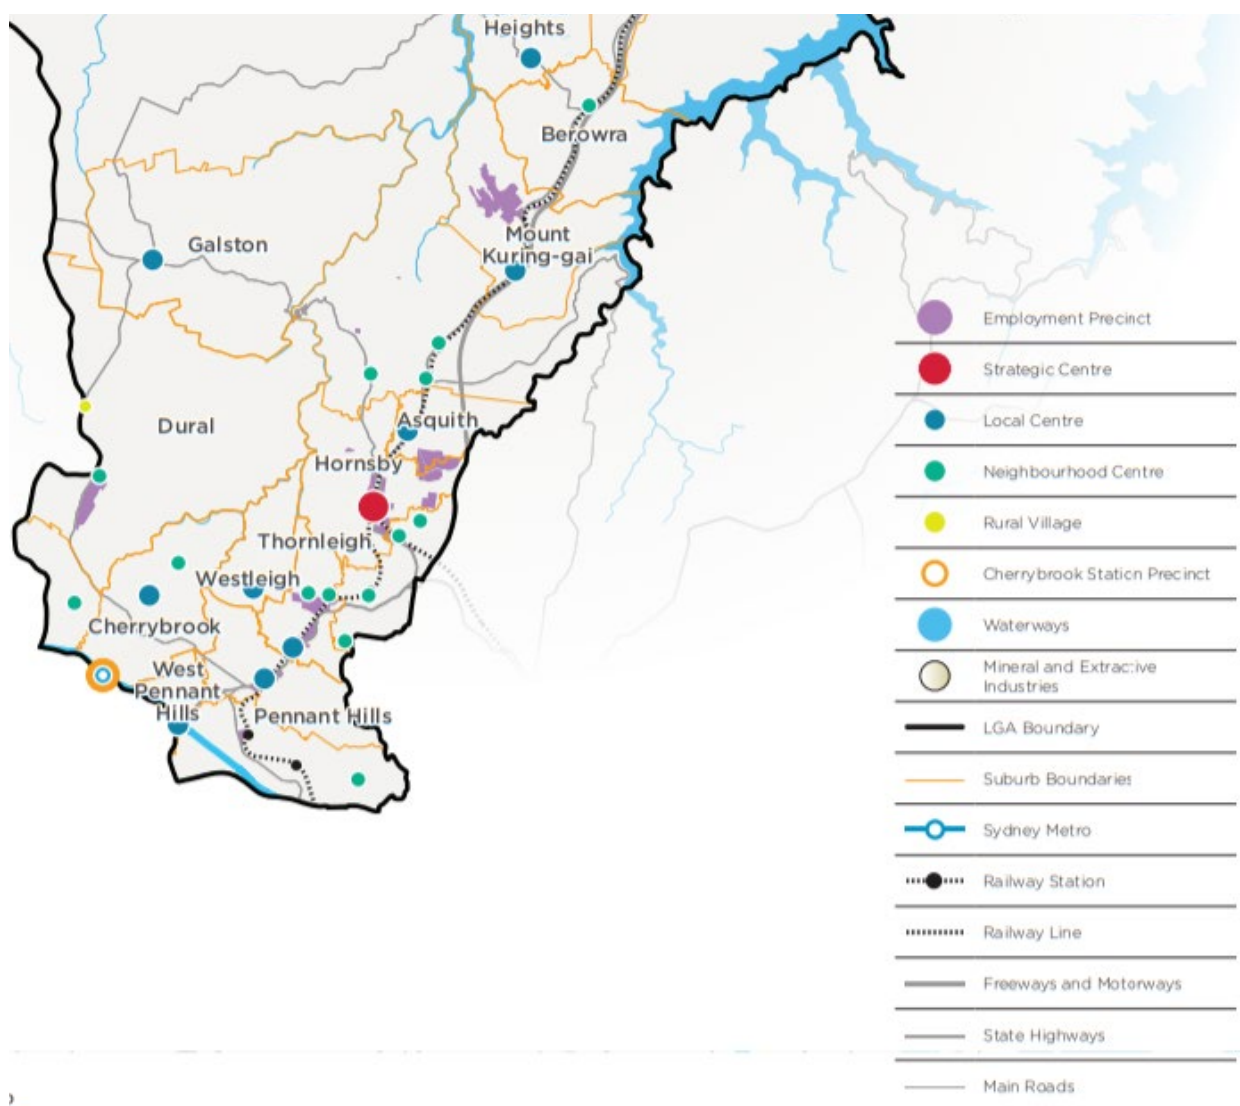 Heights
Berowra
Galston
Mount
Kuring-gai
Dural
Asquith
Hornsby
Thornleigh
Westleigh
Cherrybrook
West
Pennant
Hills
Pennant Hills
Employment Precinct
Strategic Centre
Local Centre
Neighbourhood Centre
Rural Village
Cherrybrook Station Precinct
Waterways
Mineral and Extractive
Industries
LGA Boundary
Suburb Boundaries
Sydney Metro
Railway Station
Railway Line
Freeways and Motorways
State Highways
Main Roads